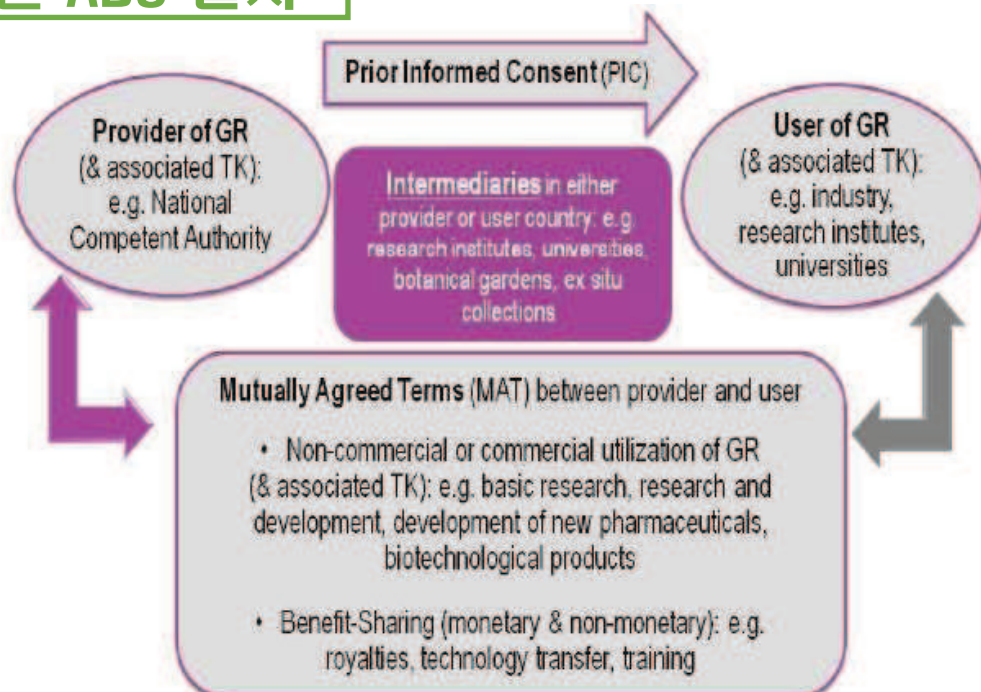 ABS
Prior Informed Consent (PIC)
Provider of GR
(& associated TK):
e.g. National
Competent Authority
Intermediaries in either
provider or user country: e.g.
research institutes, universities,
botanical gardens, ex situ
collections
User of GR
(& associated TK):
e.g. industry,
research institutes,
universities
Mutually Agreed Terms (MAT) between provider and user
• Non-commercial or commercial utilization of GR
(& associated TK): e.g. basic research, research and
development, development of new pharmaceuticals,
biotechnological products
• Benefit-Sharing (monetary & non-monetary): e.g.
royalties, technology transfer, training